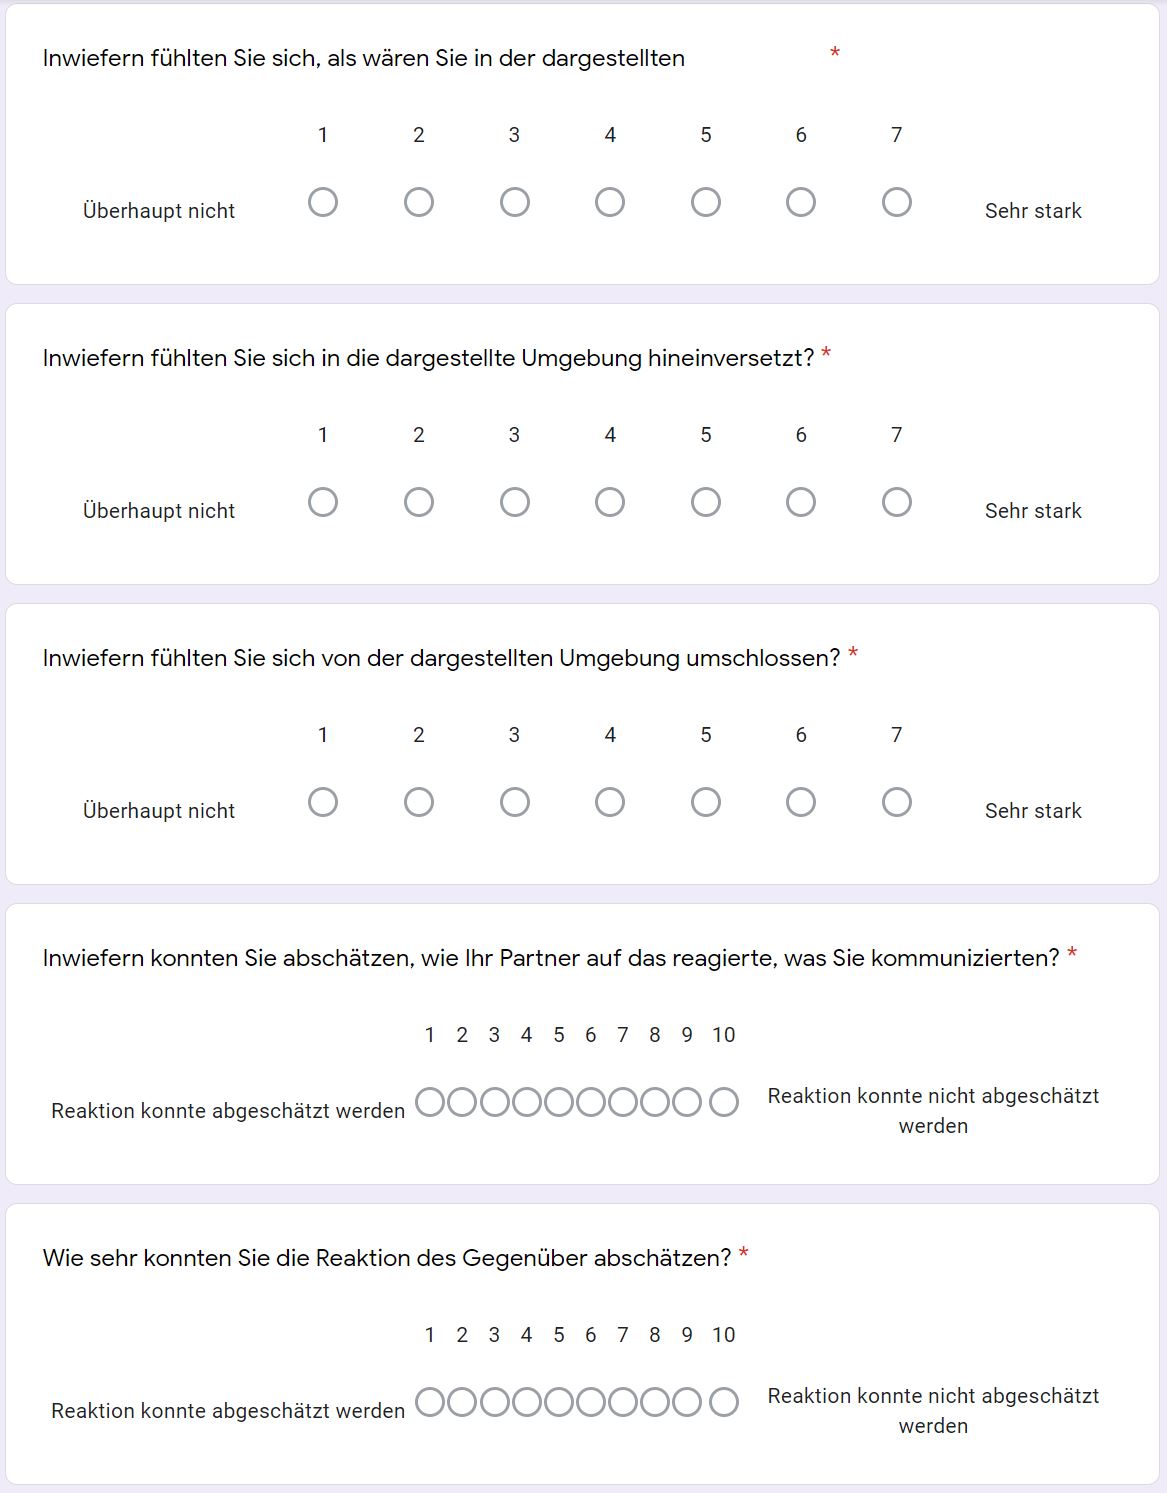 Inwiefern fühlten Sie sich, als wären Sie in der dargestellten *
1 2 3 4 5 6 7
Überhaupt nicht Sehr stark
Inwiefern fühlten Sie sich in die dargestellte Umgebung hineinversetzt? *
1 2 3 4 5 6 7
Überhaupt nicht Sehr stark
Inwiefern fühlten Sie sich von der dargestellten Umgebung umschlossen? *
1 2 3 4 5 6 7
Überhaupt nicht Sehr stark
Inwiefern konnten Sie abschätzen, wie Ihr Partner auf das reagierte, was Sie kommunizierten? *
1 2 3 4 5 6 7 8 9 10
Reaktion konnte abgeschätzt werden
Reaktion konnte nicht abgeschätzt
werden
Wie sehr konnten Sie die Reaktion des Gegenüber abschätzen? *
1 2 3 4 5 6 7 8 9 10
Reaktion konnte abgeschätzt werden
Reaktion konnte nicht abgeschätzt
werden